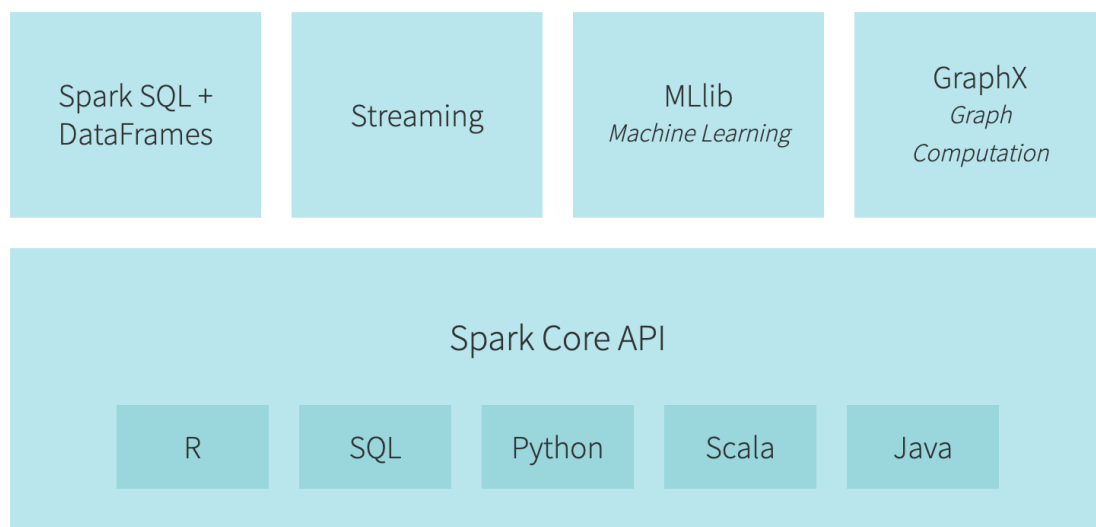 Spark SQL +
DataFrames
Streaming
MLlib
Machine Learning
GraphX
Graph
Computation
Spark Core API
R
SQL
Python
Scala
Java